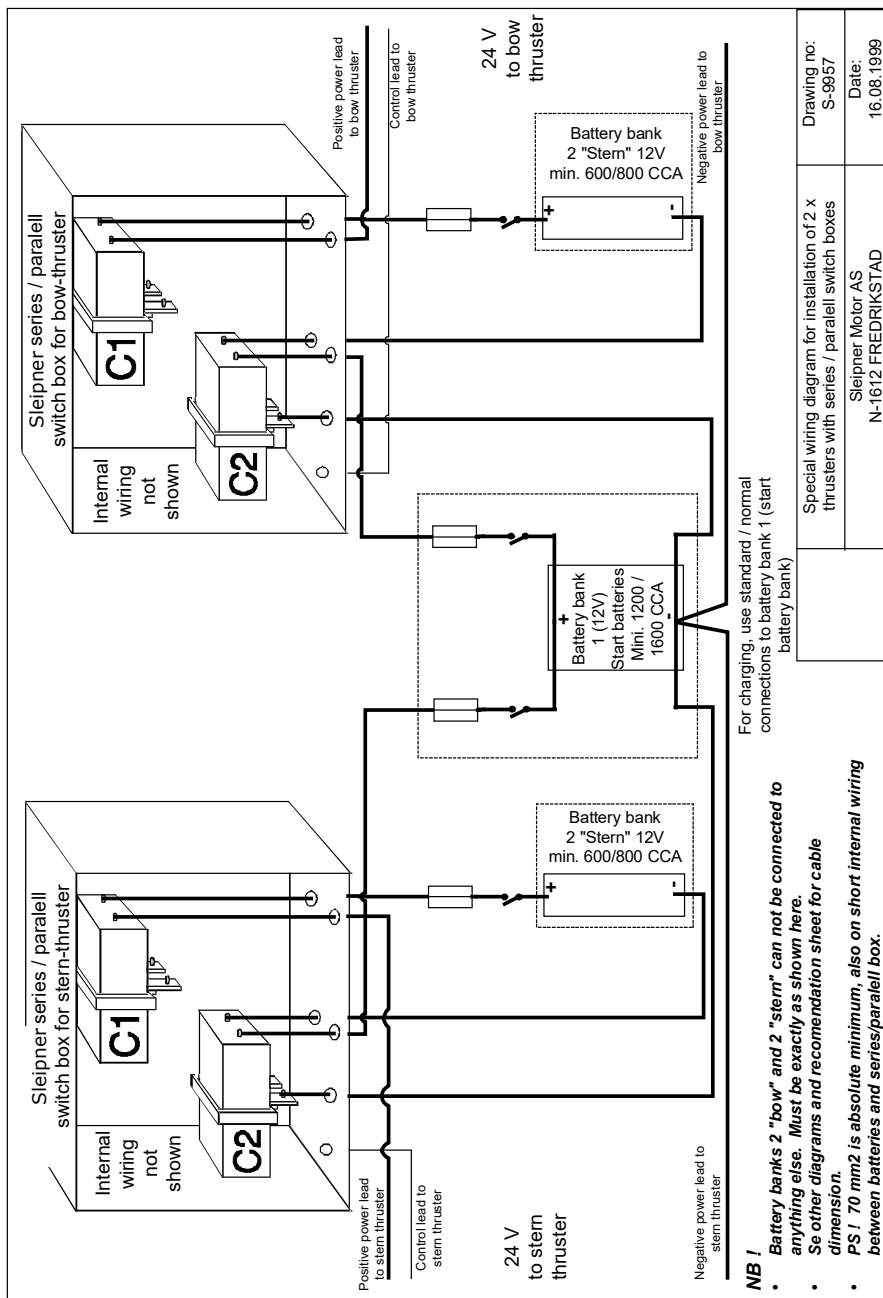 Sleipner series / paralell
switch box for stern-thruster
Internal
wiring
not
shown
C1
C2
Positive power lead
to stern thruster
Control lead to
stern thruster
24 V
to stern
thruster
Negative power lead to
stern thruster
Battery bank
2 "Stern" 12V
min. 600/800 CCA
+
-
Battery bank
1 (12V)
Start batteries
Mini. 1200 /
1600 CCA
+
-
Sleipner series / paralell
switch box for bow-thruster
Internal
wiring
not
shown
C1
C2
Positive power lead
to bow thruster
Control lead to
bow thruster
24 V
to bow
thruster
Battery bank
2 "Stern" 12V
min. 600/800 CCA
+
-
Negative power lead to
bow thruster
For charging, use standard / normal
connections to battery bank 1 (start
battery bank)
NB !
• Battery banks 2 "bow" and 2 "stern" can not be connected to
anything else. Must be exactly as shown here.
• Se other diagrams and recomendation sheet for cable
dimension.
• PS ! 70 mm2 is absolute minimum, also on short internal wiring
between batteries and series/paralell box.
Special wiring diagram for installation of 2 x
thrusters with series / paralell switch boxes
Drawing no:
S-9957
Sleipner Motor AS
N-1612 FREDRIKSTAD
Date:
16.08.1999